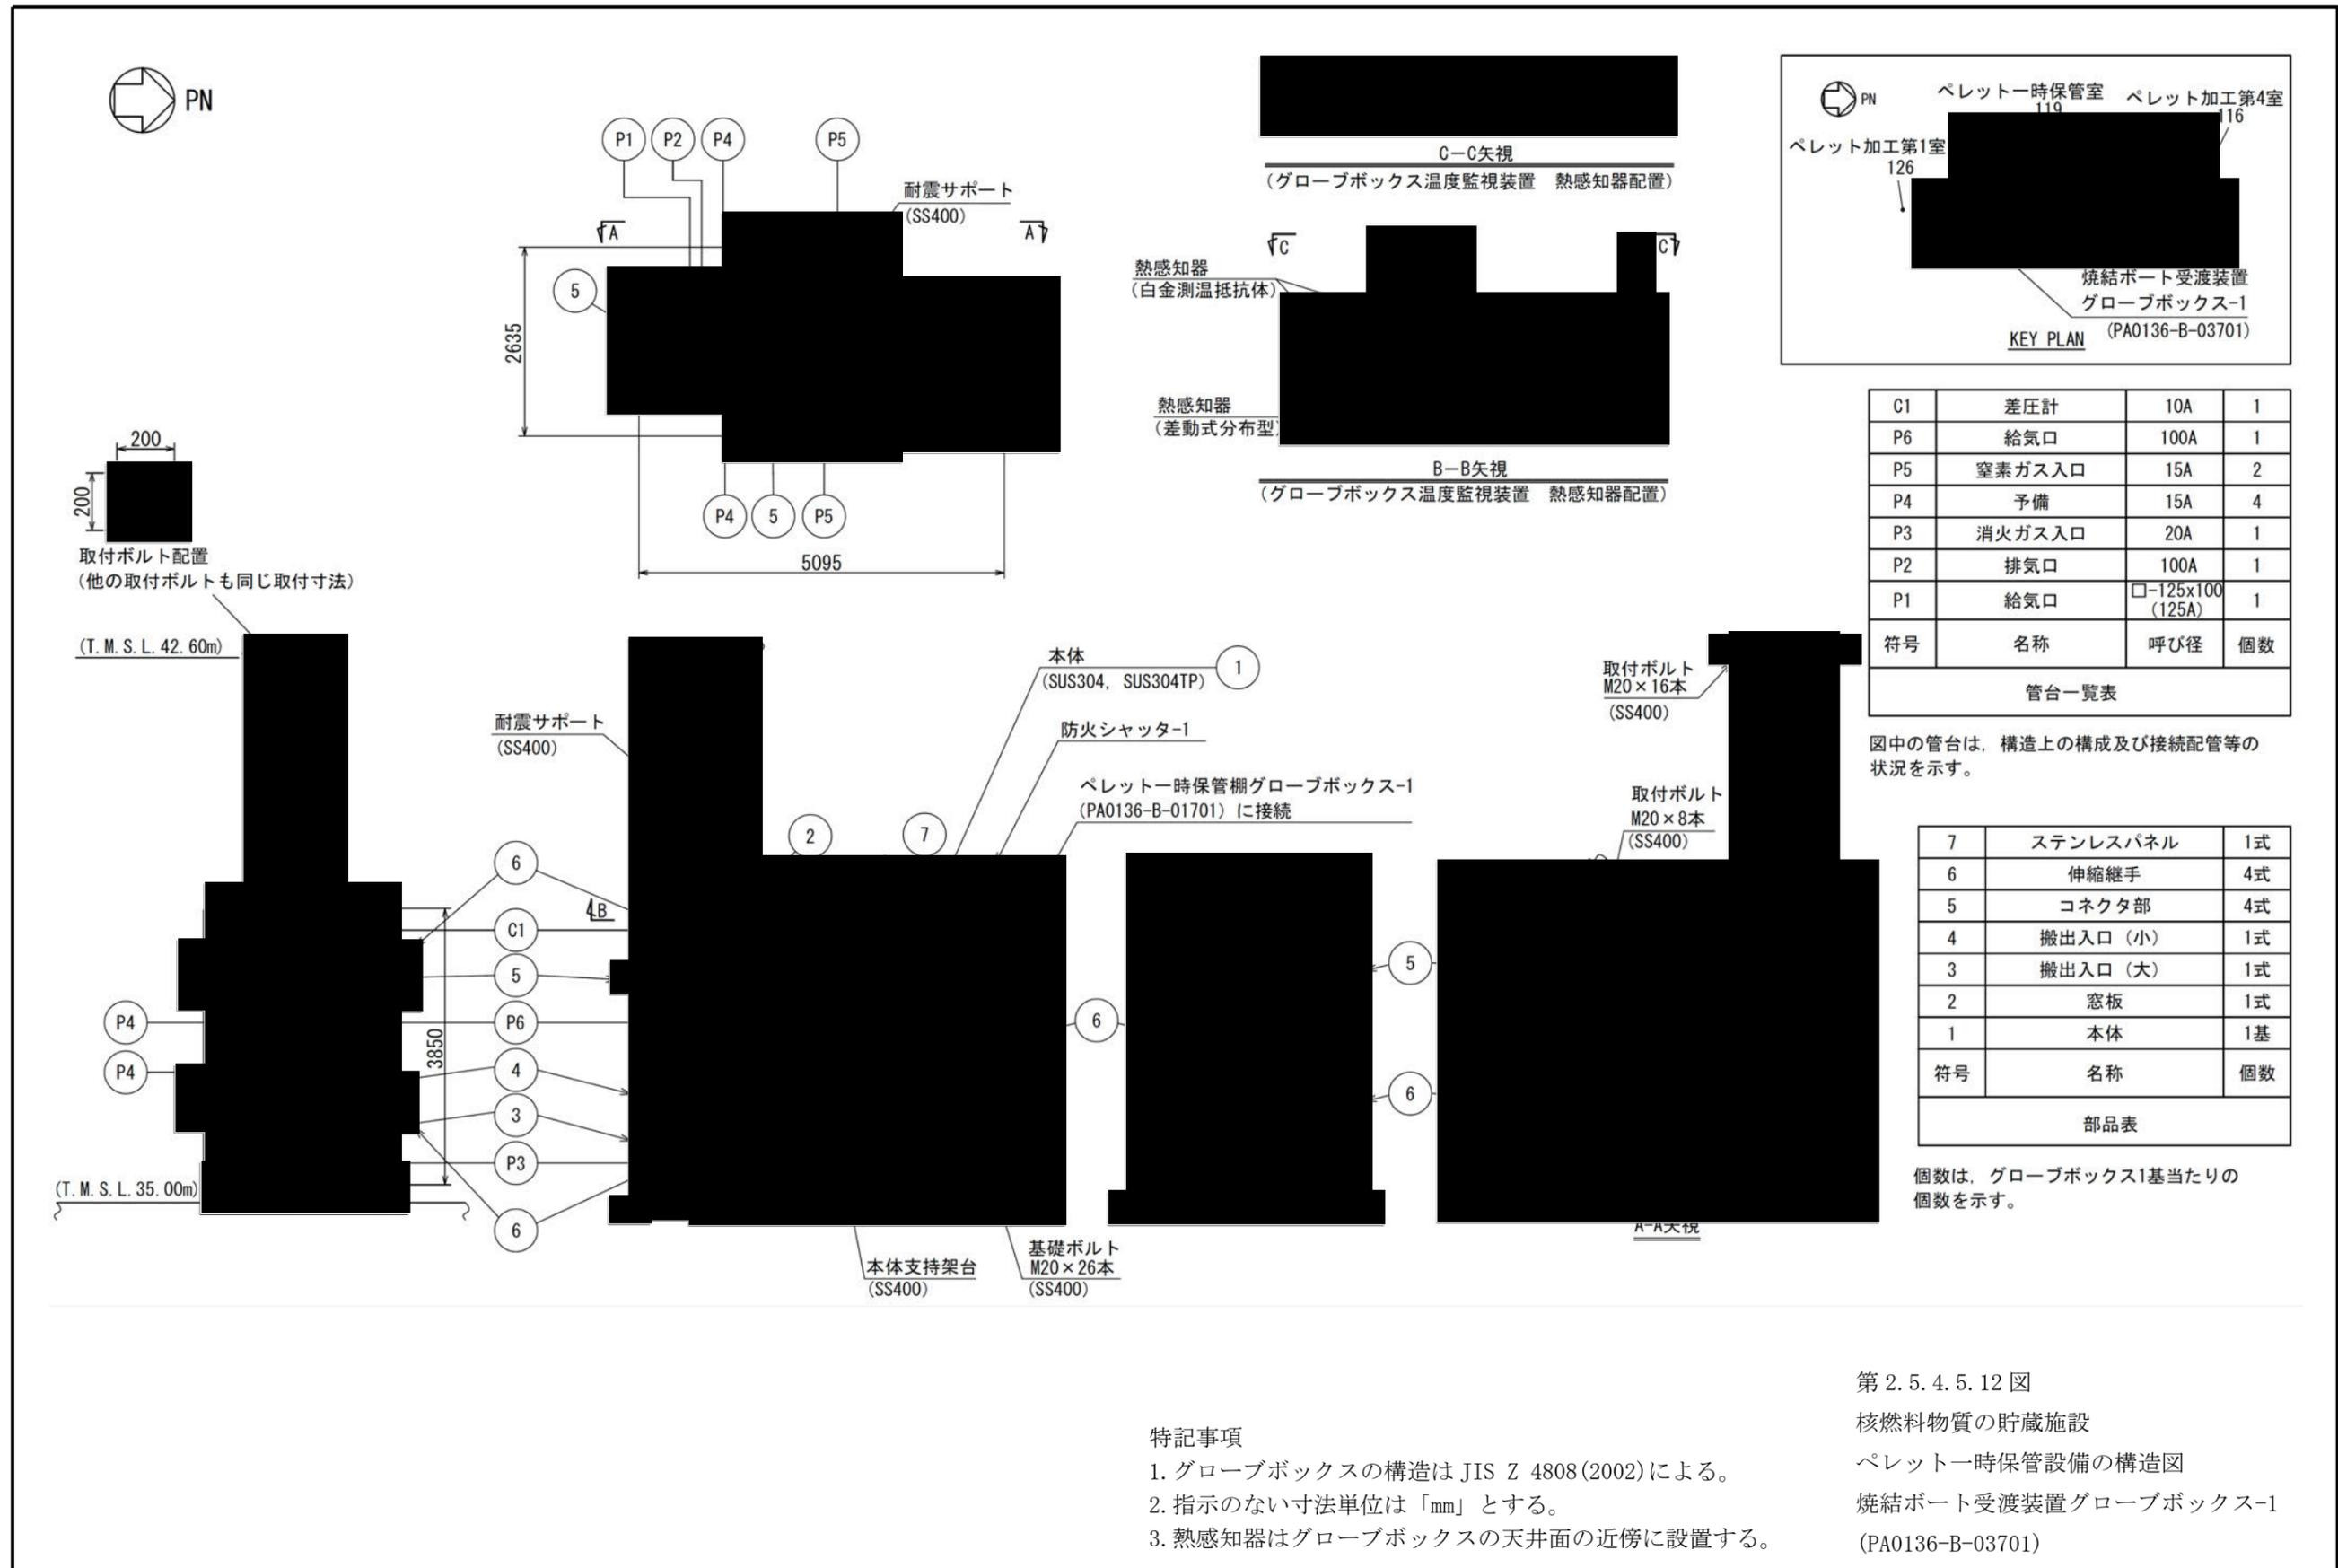 PN
P1
P2
P4
P5
耐震サポート
(SS400)
A
A
5
2635
P4
5
P5
5095
C－C矢視
(グローブボックス温度監視装置　熱感知器配置)
C
C
熱感知器
(白金測温抵抗体)
熱感知器
(差動式分布型
B－B矢視
(グローブボックス温度監視装置　熱感知器配置)
PN
ペレット一時保管室
119
ペレット加工第4室
116
ペレット加工第1室
126
焼結ボート受渡装置
グローブボックス-1
(PA0136-B-03701)
KEY PLAN
C1 差圧計 10A 1
P6 給気口 100A 1
P5 窒素ガス入口 15A 2
P4 予備 15A 4
P3 消火ガス入口 20A 1
P2 排気口 100A 1
P1 給気口 □-125x100 (125A) 1
符号 名称 呼び径 個数
管台一覧表
図中の管台は，構造上の構成及び接続配管等の
状況を示す。
200
200
取付ボルト配置
(他の取付ボルトも同じ取付寸法)
(T.M.S.L.42.60m)
耐震サポート
(SS400)
本体
(SUS304, SUS304TP)
1
防火シャッタ-1
ペレット一時保管棚グローブボックス-1
(PA0136-B-01701) に接続
2
7
取付ボルト
M20×16本
(SS400)
取付ボルト
M20×8本
(SS400)
6
B
C1
5
P6
4
3
P3
6
3850
P4
P4
(T.M.S.L.35.00m)
6
5
6
本体支持架台
(SS400)
基礎ボルト
M20×26本
(SS400)
A-A矢視
7 ステンレスパネル 1式
6 伸縮継手 4式
5 コネクタ部 4式
4 搬出入口（小） 1式
3 搬出入口（大） 1式
2 窓板 1式
1 本体 1基
符号 名称 個数
部品表
個数は，グローブボックス1基当たりの
個数を示す。
特記事項
1.グローブボックスの構造は JIS Z 4808(2002)による。
2.指示のない寸法単位は「mm」とする。
3.熱感知器はグローブボックスの天井面の近傍に設置する。
第 2.5.4.5.12 図
核燃料物質の貯蔵施設
ペレット一時保管設備の構造図
焼結ボート受渡装置グローブボックス-1
(PA0136-B-03701)